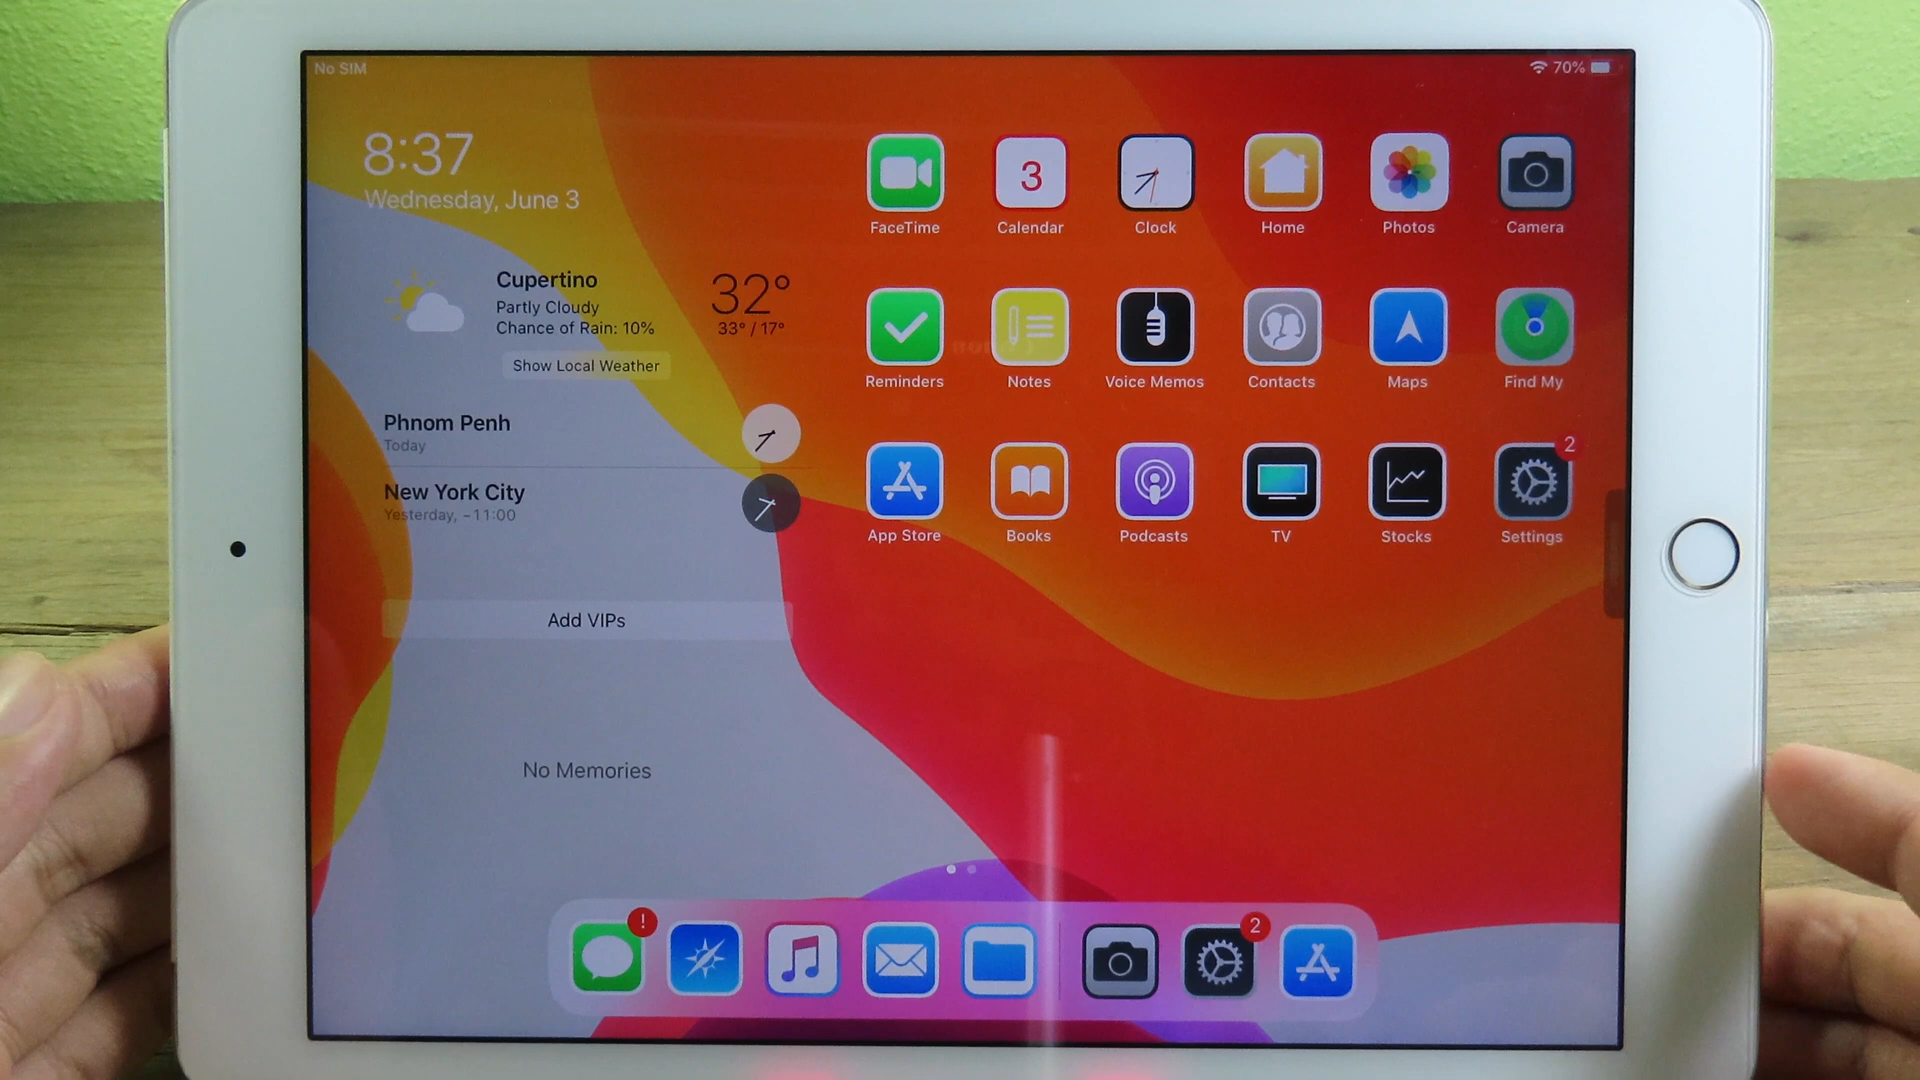 No SIM
70%
8:37
Wednesday, June 3
Cupertino
Partly Cloudy
Chance of Rain: 10%
32°
33° / 17°
Show Local Weather
Phnom Penh
Today
New York City
Yesterday, −11:00
Add VIPs
No Memories
3
FaceTime
Calendar
Clock
Home
Photos
Camera
Reminders
Notes
Voice Memos
Contacts
Maps
Find My
2
App Store
Books
Podcasts
TV
Stocks
Settings
!
2